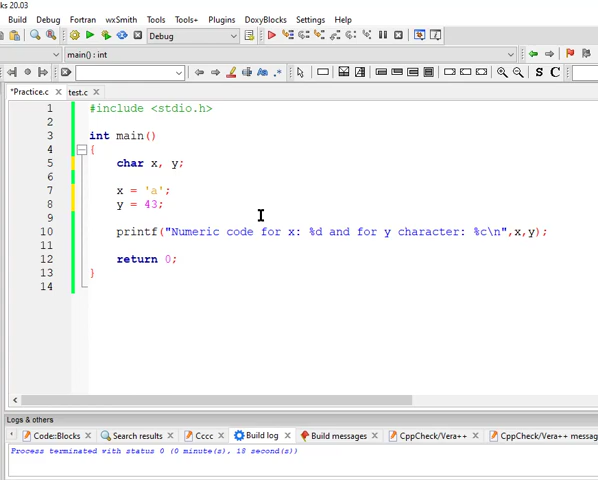 ks 20.03
Build Debug Fortran wxSmith Tools Tools+ Plugins DoxyBlocks Settings Help
Debug
main() : int
S C
*Practice.c test.c
1 #include <stdio.h>
2
3 int main()
4 {
5 char x, y;
6
7 x = 'a';
8 y = 43;
9
10 printf("Numeric code for x: %d and for y character: %c\n",x,y);
11
12 return 0;
13 }
14
Logs & others
Code::Blocks Search results Cccc Build log Build messages CppCheck/Vera++ CppCheck/Vera++ messag
Process terminated with status 0 (0 minute(s), 18 second(s))